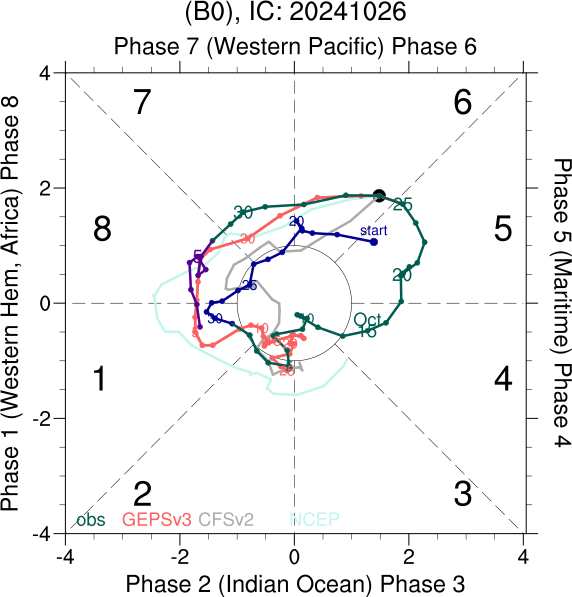 (B0), IC: 20241026
Phase 7 (Western Pacific) Phase 6
Phase 1 (Western Hem, Africa) Phase 8
Phase 5 (Maritime) Phase 4
4
2
0
-2
-4
7 6
8 5
1 4
2 3
30
20
start
25
30
5
20
25
30
Oct
15
10
5
20
obs GEPSv3 CFSv2 NCEP
-4 -2 0 2 4
Phase 2 (Indian Ocean) Phase 3